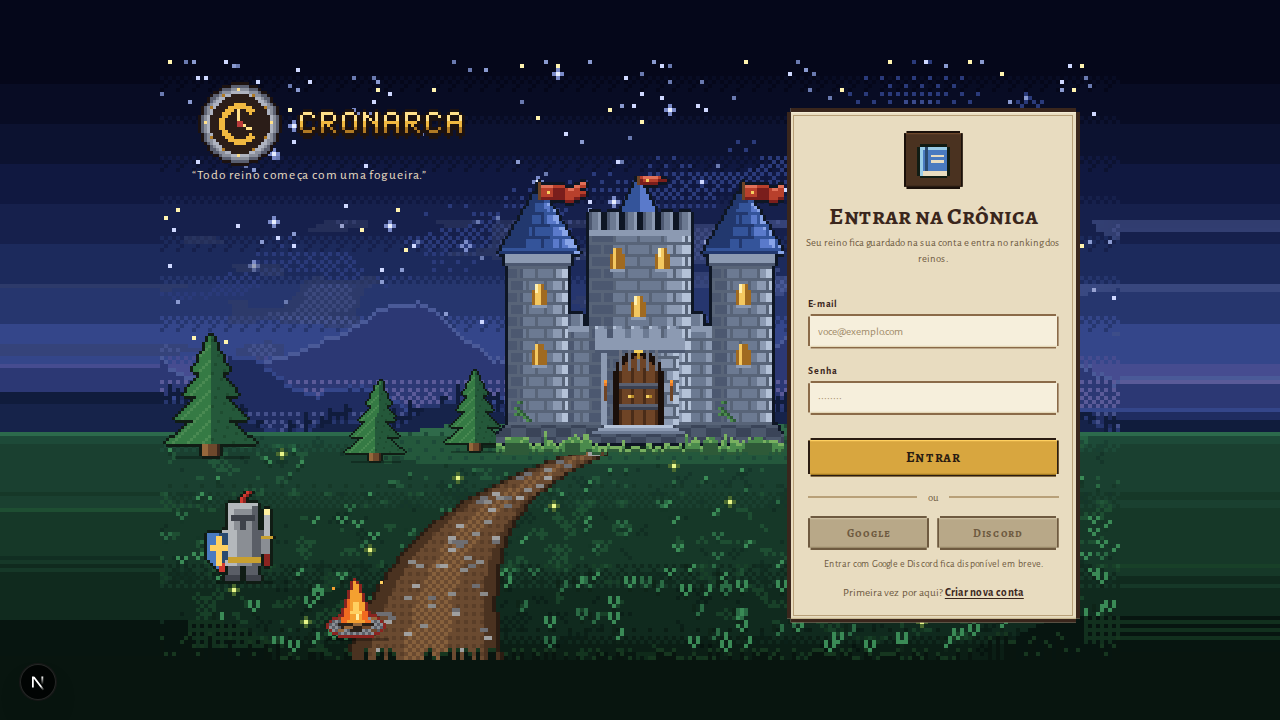 CRONARCA
"Todo reino começa com uma fogueira."
Entrar na Crônica
Seu reino fica guardado na sua conta e entra no ranking dos
reinos.
E-mail
voce@exemplo.com
Senha
········
Entrar
ou
Google
Discord
Entrar com Google e Discord fica disponível em breve.
Primeira vez por aqui? Criar nova conta
N